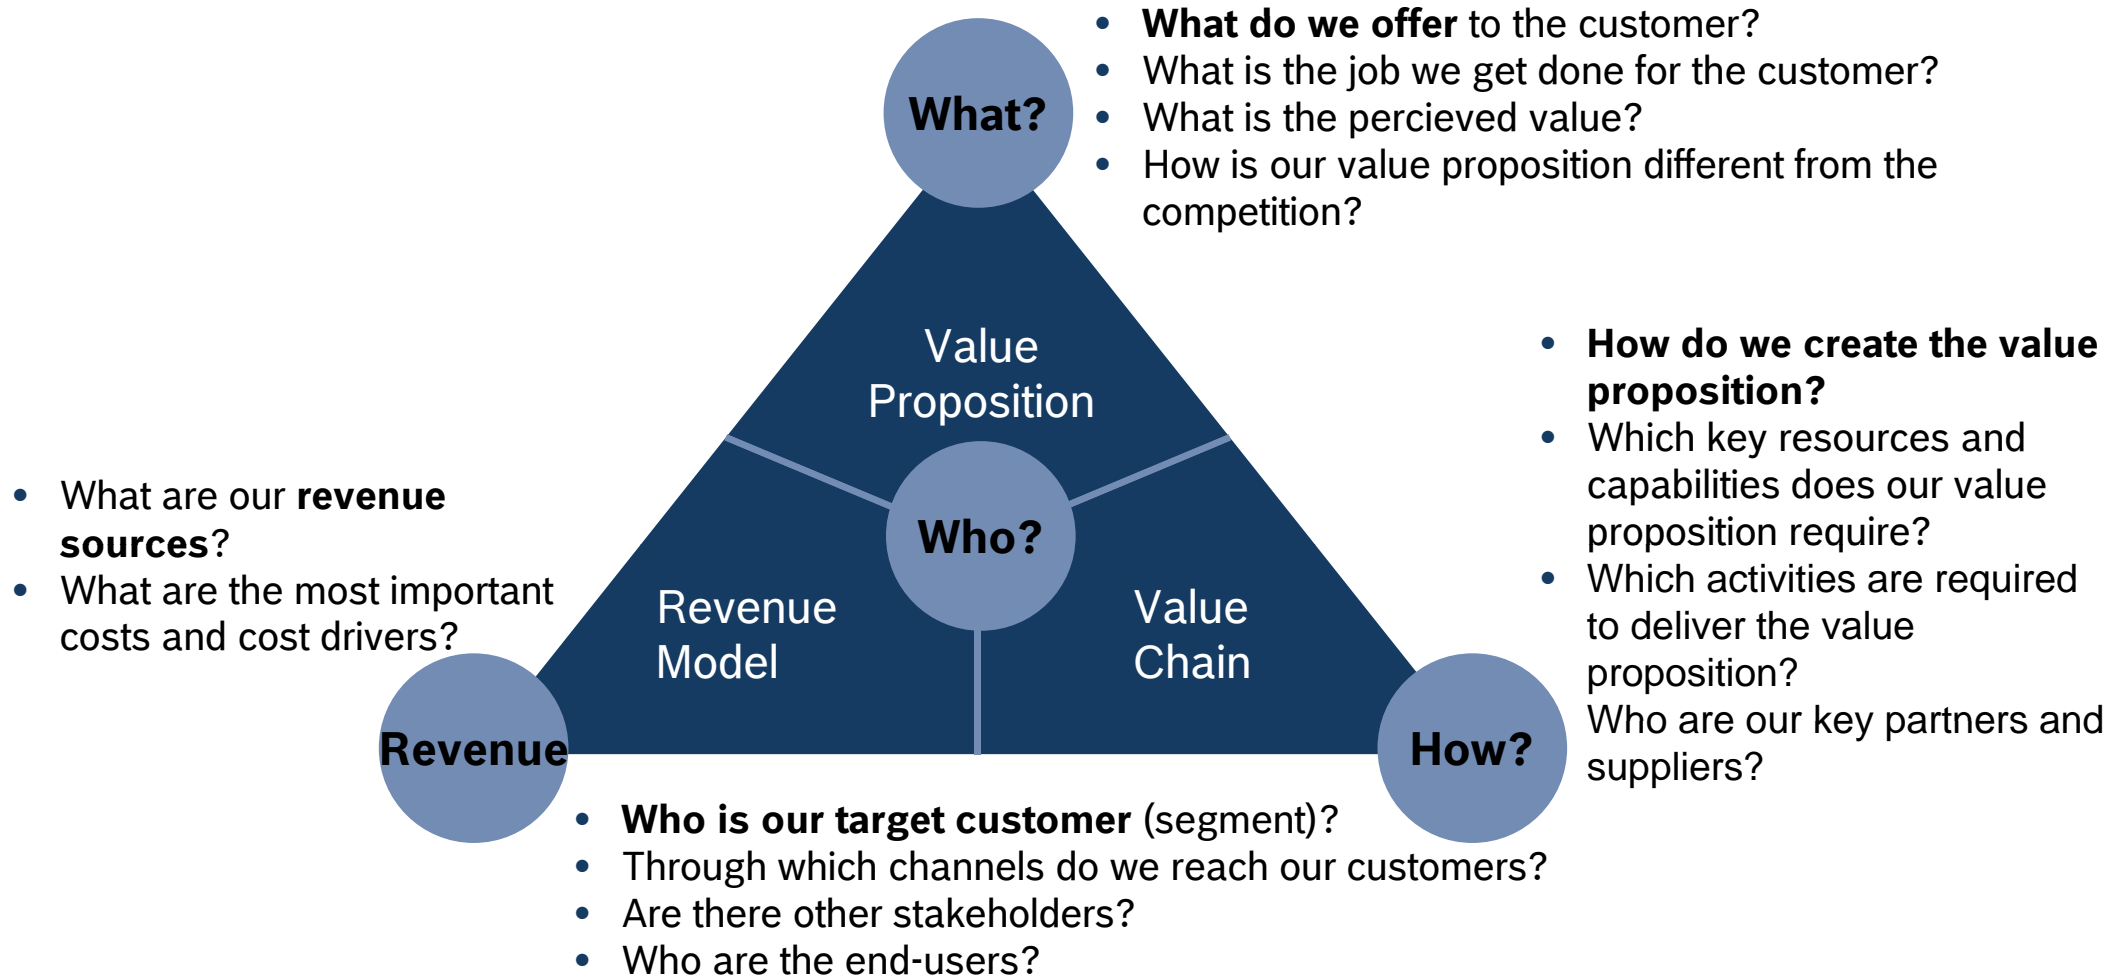 • What do we offer to the customer?
• What is the job we get done for the customer?
• What is the percieved value?
• How is our value proposition different from the
competition?
What?
Value
Proposition
• How do we create the value
proposition?
• Which key resources and
capabilities does our value
proposition require?
• Which activities are required
to deliver the value
proposition?
Who are our key partners and
suppliers?
• What are our revenue
sources?
• What are the most important
costs and cost drivers?
Who?
Revenue
Model
Value
Chain
Revenue
How?
• Who is our target customer (segment)?
• Through which channels do we reach our customers?
• Are there other stakeholders?
• Who are the end-users?